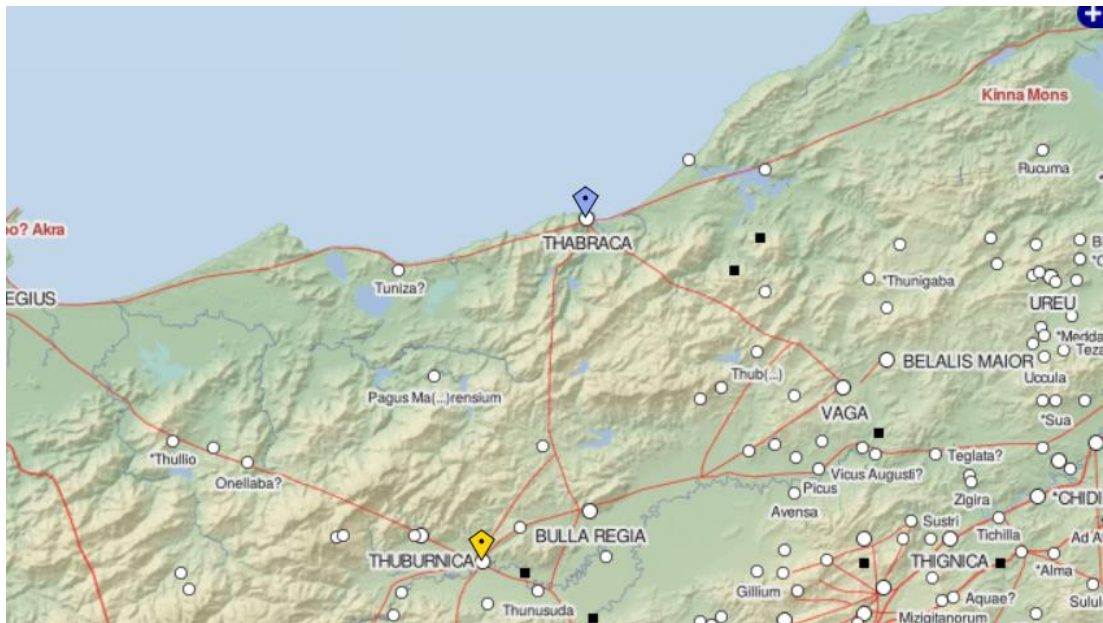 +
Kinna Mons
Rucuma
oo? Akra
THABRACA
*Thunigaba
Tuniza?
EGIUS
UREU
*Medda
Teza
BELALIS MAIOR
Thub(...)
Uccula
Pagus Ma(...)rensium
VAGA
*Sua
*Thullio
Teglata?
Onellaba?
Vicus Augusti?
Picus
Zigira
*CHIDI
Avensa
Sustri
Tichilla
BULLA REGIA
Ad A
THUBURNICA
THIGNICA
*Alma
Gillium
Aquae?
Thunusuda
Sulul
Mizigitanorum